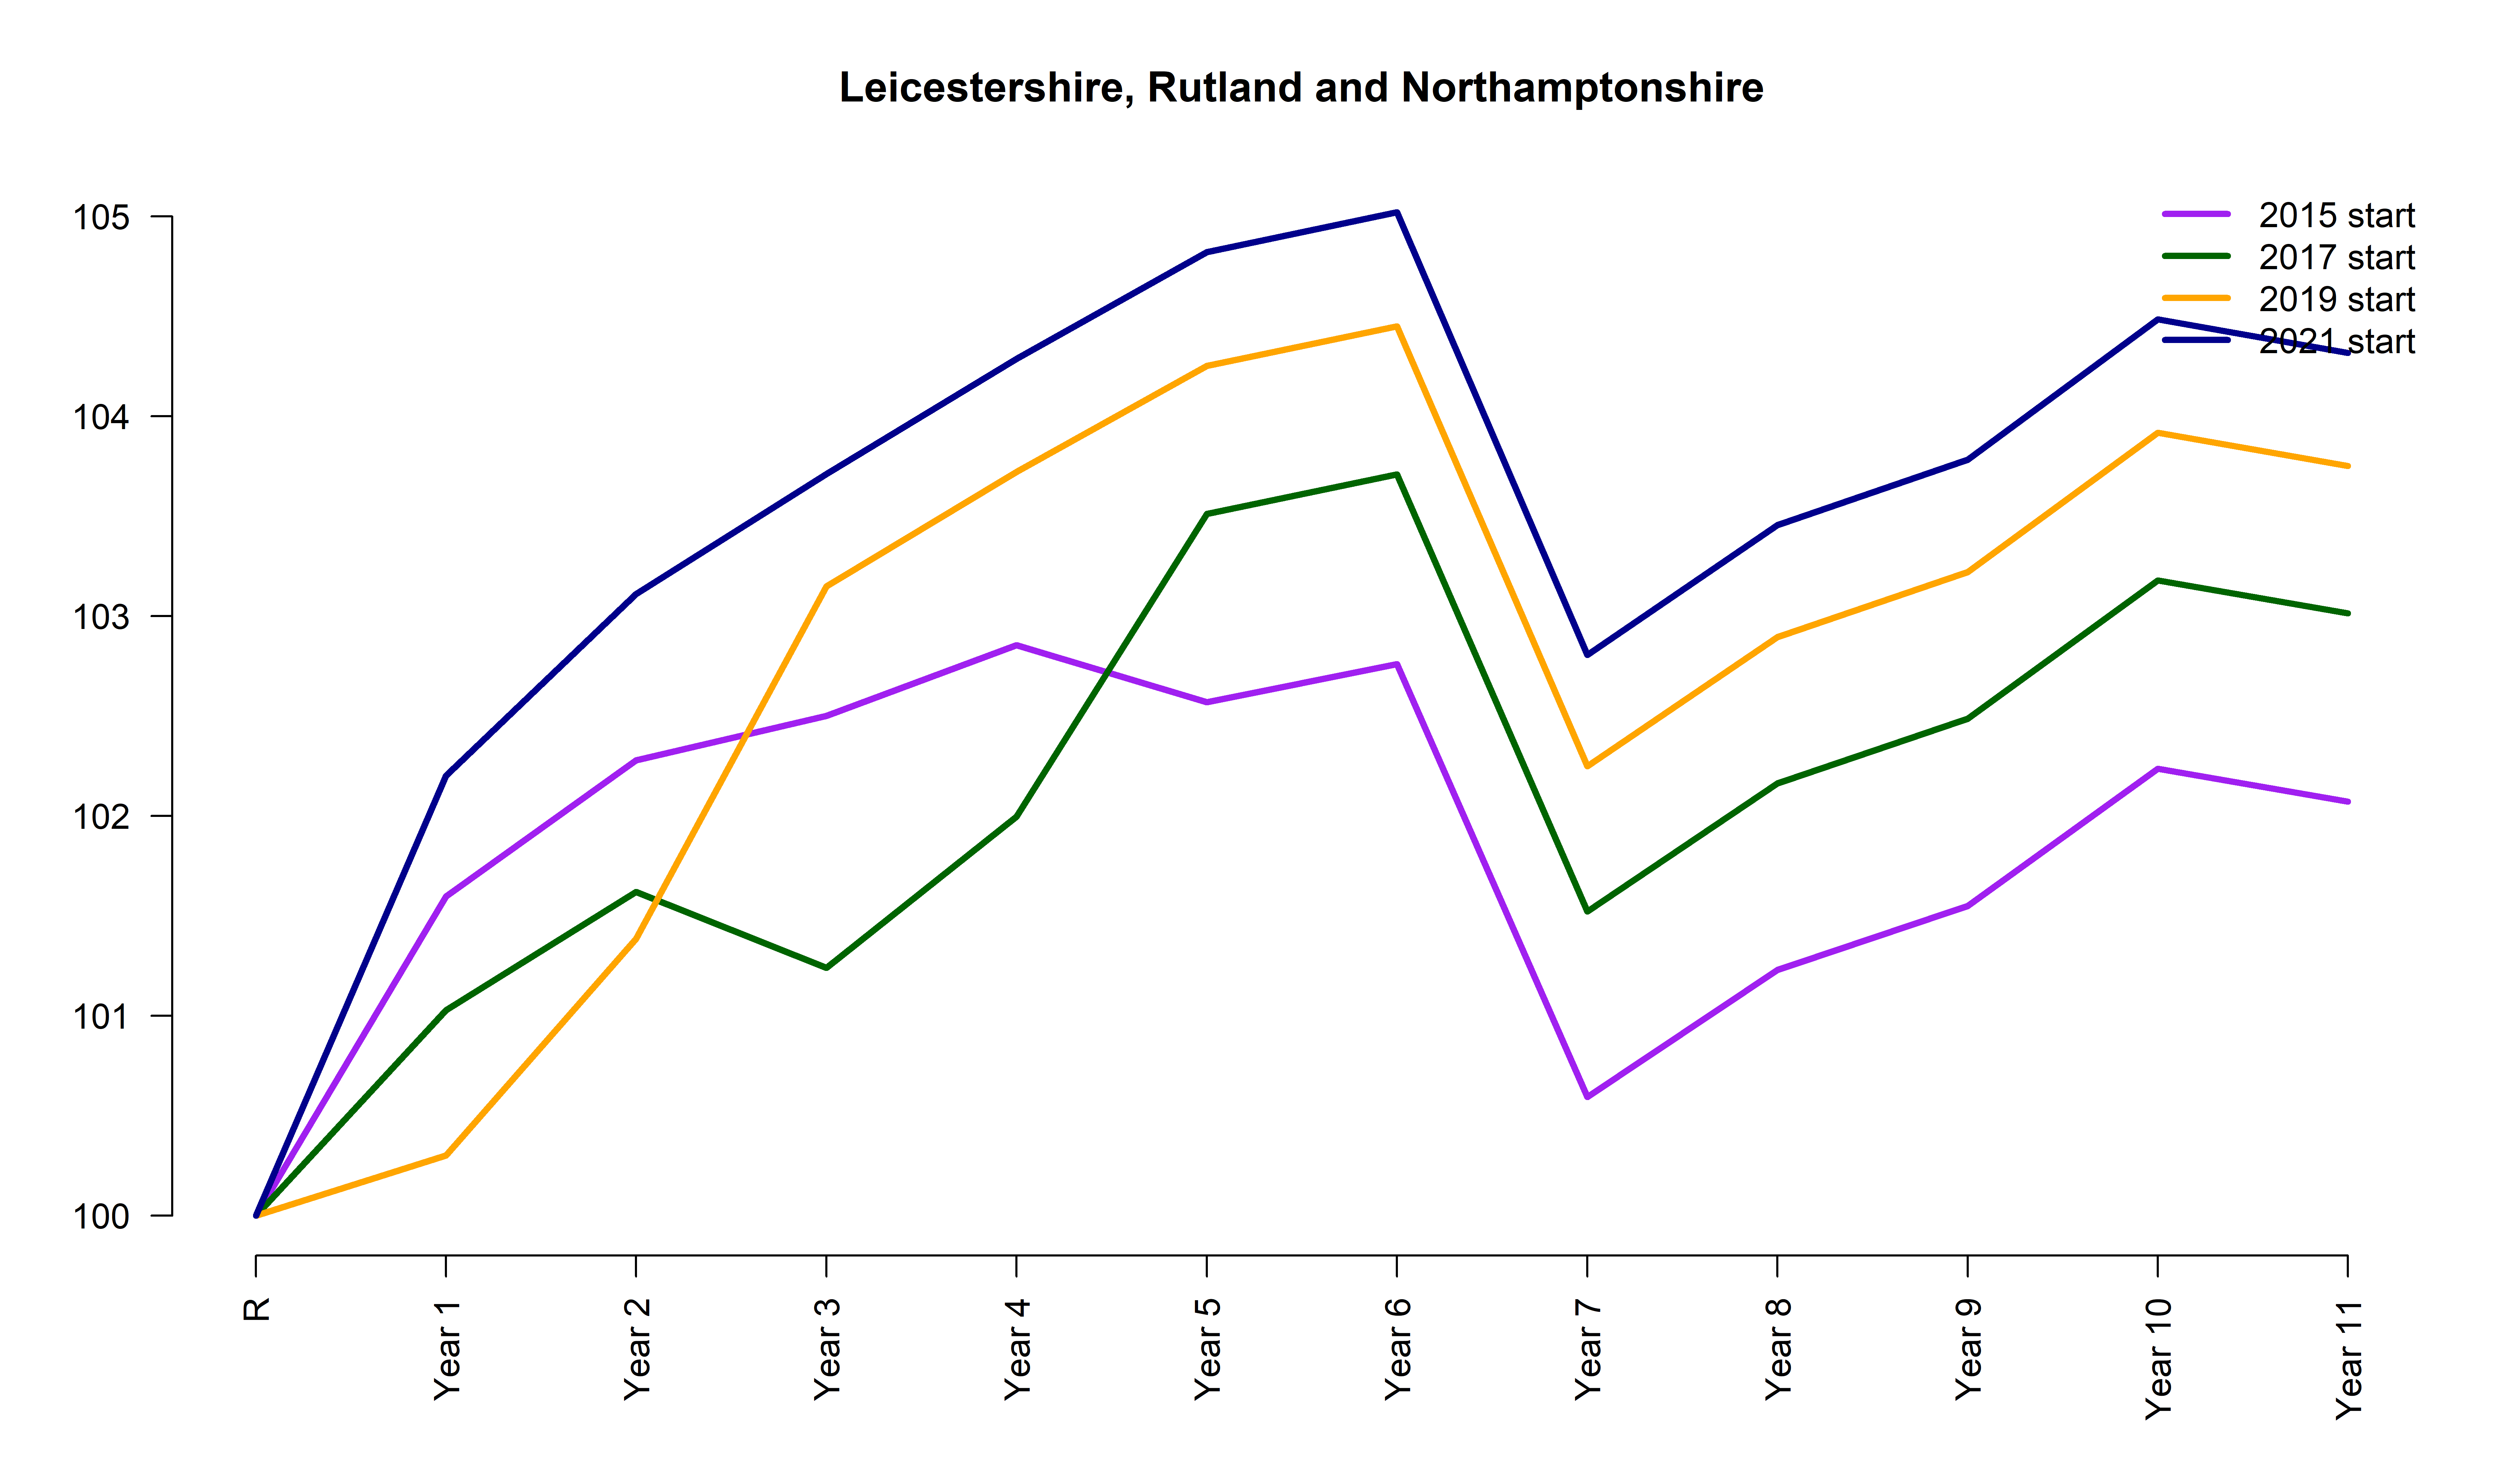 Leicestershire, Rutland and Northamptonshire
2015 start
2017 start
2019 start
2021 start
105
104
103
102
101
100
R
Year 1
Year 2
Year 3
Year 4
Year 5
Year 6
Year 7
Year 8
Year 9
Year 10
Year 11